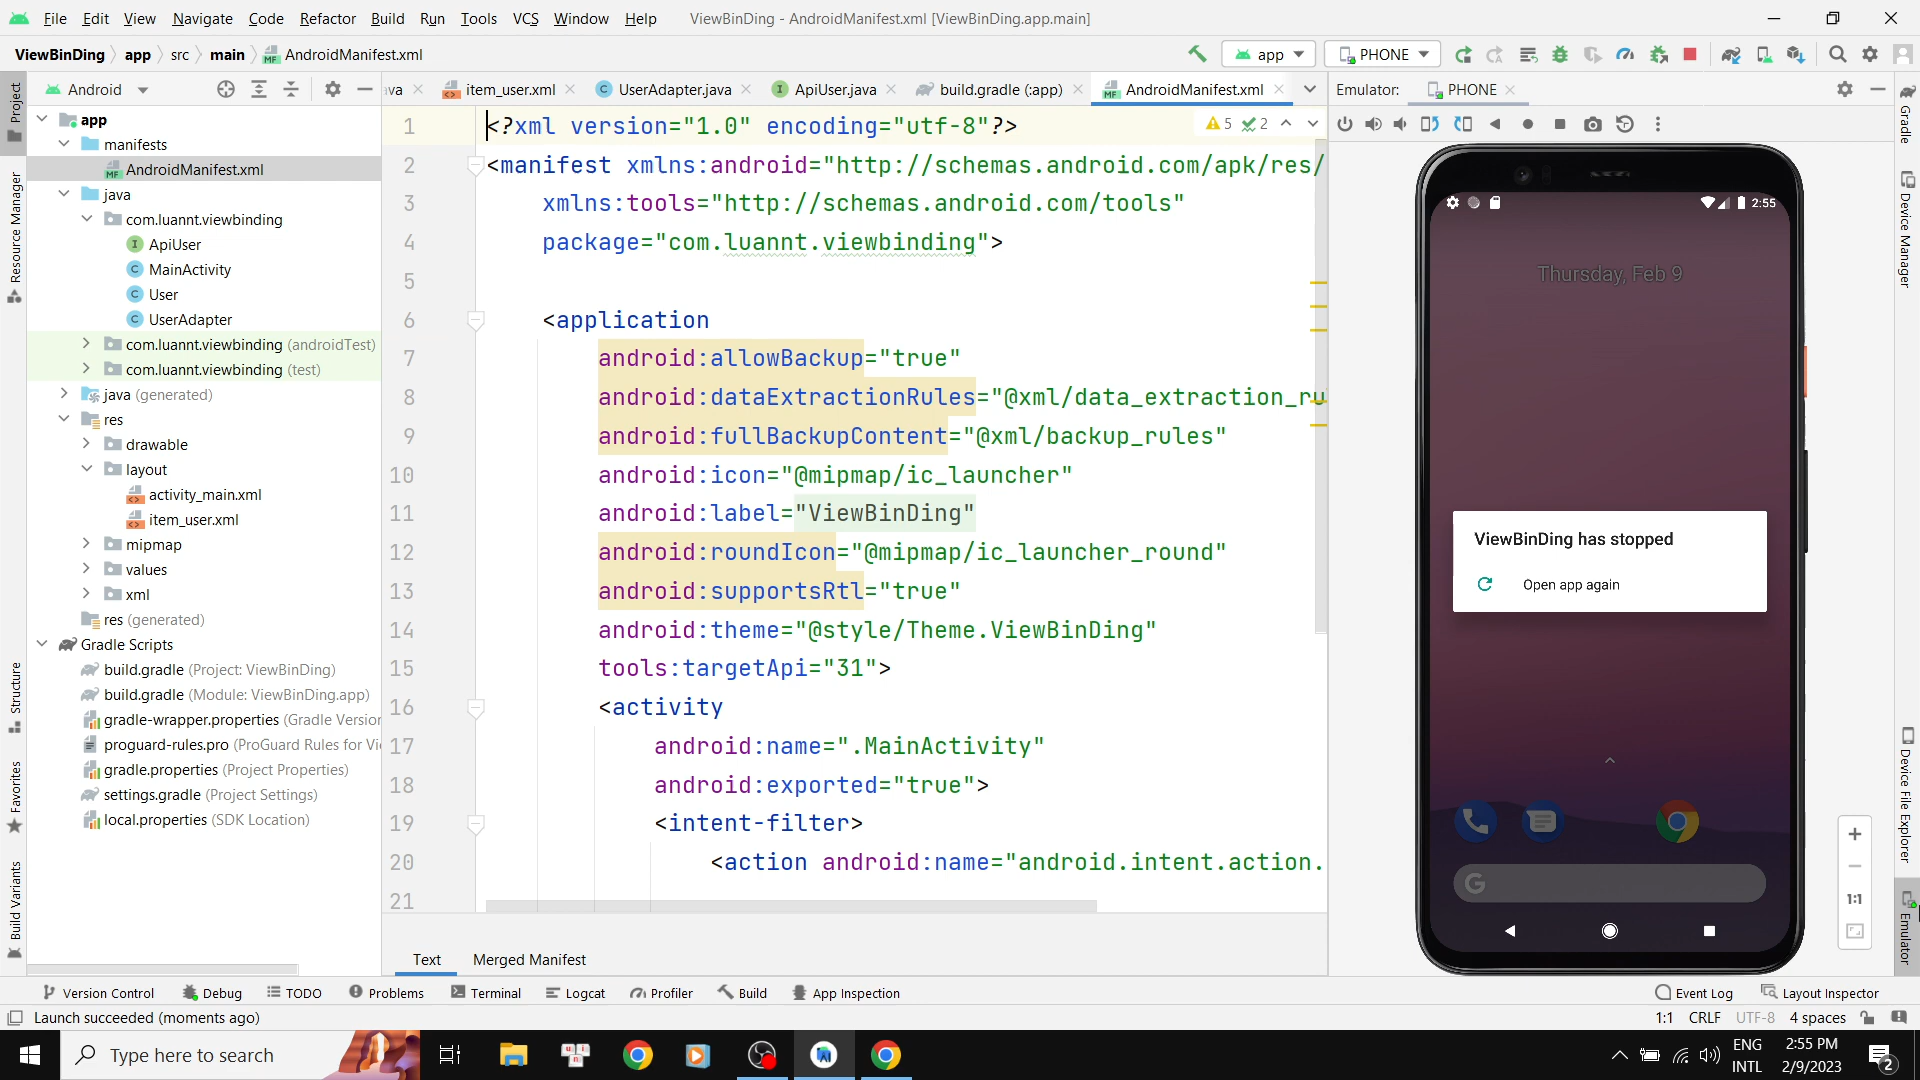 File Edit View Navigate Code Refactor Build Run Tools VCS Window Help ViewBinDing - AndroidManifest.xml [ViewBinDing.app.main]
ViewBinDing app src main AndroidManifest.xml app PHONE
Android va item_user.xml UserAdapter.java ApiUser.java build.gradle (:app) AndroidManifest.xml Emulator: PHONE
Project
Resource Manager
Structure
Favorites
Build Variants
app
manifests
AndroidManifest.xml
java
com.luannt.viewbinding
ApiUser
MainActivity
User
UserAdapter
com.luannt.viewbinding (androidTest)
com.luannt.viewbinding (test)
java (generated)
res
drawable
layout
activity_main.xml
item_user.xml
mipmap
values
xml
res (generated)
Gradle Scripts
build.gradle (Project: ViewBinDing)
build.gradle (Module: ViewBinDing.app)
gradle-wrapper.properties (Gradle Version
proguard-rules.pro (ProGuard Rules for Vi
gradle.properties (Project Properties)
settings.gradle (Project Settings)
local.properties (SDK Location)
1 <?xml version="1.0" encoding="utf-8"?> 5 2
2 <manifest xmlns:android="http://schemas.android.com/apk/res/
3 xmlns:tools="http://schemas.android.com/tools"
4 package="com.luannt.viewbinding">
5
6 <application
7 android:allowBackup="true"
8 android:dataExtractionRules="@xml/data_extraction_ru
9 android:fullBackupContent="@xml/backup_rules"
10 android:icon="@mipmap/ic_launcher"
11 android:label="ViewBinDing"
12 android:roundIcon="@mipmap/ic_launcher_round"
13 android:supportsRtl="true"
14 android:theme="@style/Theme.ViewBinDing"
15 tools:targetApi="31">
16 <activity
17 android:name=".MainActivity"
18 android:exported="true">
19 <intent-filter>
20 <action android:name="android.intent.action.
21
Text Merged Manifest
2:55
Thursday, Feb 9
ViewBinDing has stopped
Open app again
G
1:1
Gradle
Device Manager
Device File Explorer
Emulator
Version Control Debug TODO Problems Terminal Logcat Profiler Build App Inspection Event Log Layout Inspector
Launch succeeded (moments ago) 1:1 CRLF UTF-8 4 spaces
Type here to search
ENG
INTL
2:55 PM
2/9/2023
2